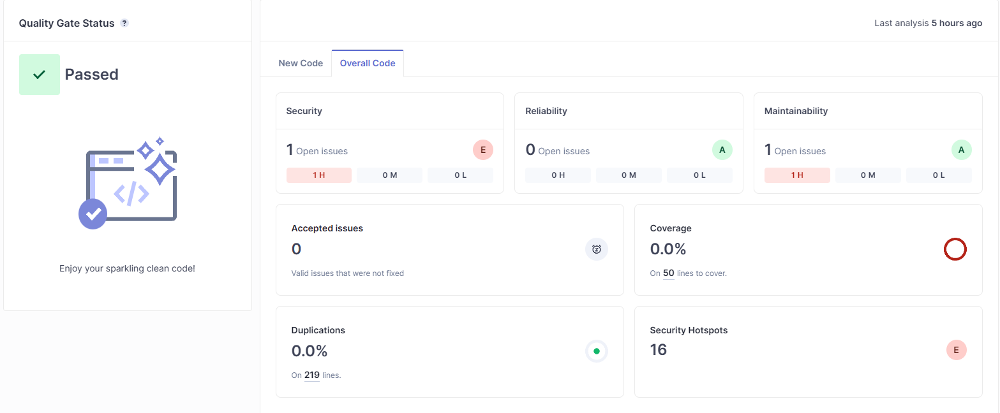 Quality Gate Status ?
Last analysis 5 hours ago
Passed
Enjoy your sparkling clean code!
New Code
Overall Code
Security
1 Open issues
E
1 H
0 M
0 L
Reliability
0 Open issues
A
0 H
0 M
0 L
Maintainability
1 Open issues
A
1 H
0 M
0 L
Accepted issues
0
Valid issues that were not fixed
Coverage
0.0%
On 50 lines to cover.
Duplications
0.0%
On 219 lines.
Security Hotspots
16
E